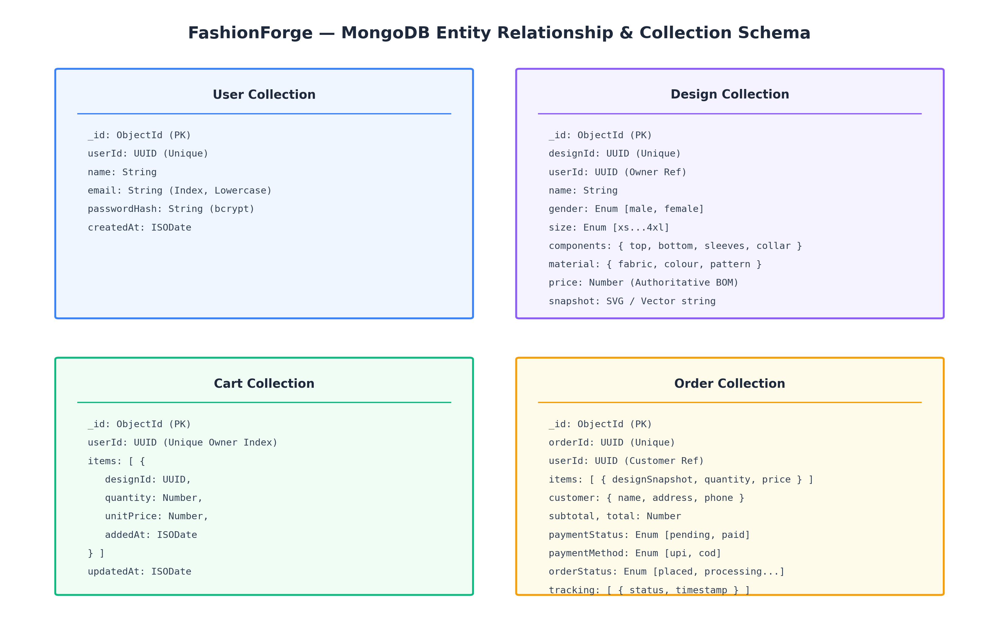 FashionForge — MongoDB Entity Relationship & Collection Schema
User Collection
_id: ObjectId (PK)
userId: UUID (Unique)
name: String
email: String (Index, Lowercase)
passwordHash: String (bcrypt)
createdAt: ISODate
Design Collection
_id: ObjectId (PK)
designId: UUID (Unique)
userId: UUID (Owner Ref)
name: String
gender: Enum [male, female]
size: Enum [xs...4xl]
components: { top, bottom, sleeves, collar }
material: { fabric, colour, pattern }
price: Number (Authoritative BOM)
snapshot: SVG / Vector string
Cart Collection
_id: ObjectId (PK)
userId: UUID (Unique Owner Index)
items: [ {
   designId: UUID,
   quantity: Number,
   unitPrice: Number,
   addedAt: ISODate
} ]
updatedAt: ISODate
Order Collection
_id: ObjectId (PK)
orderId: UUID (Unique)
userId: UUID (Customer Ref)
items: [ { designSnapshot, quantity, price } ]
customer: { name, address, phone }
subtotal, total: Number
paymentStatus: Enum [pending, paid]
paymentMethod: Enum [upi, cod]
orderStatus: Enum [placed, processing...]
tracking: [ { status, timestamp } ]